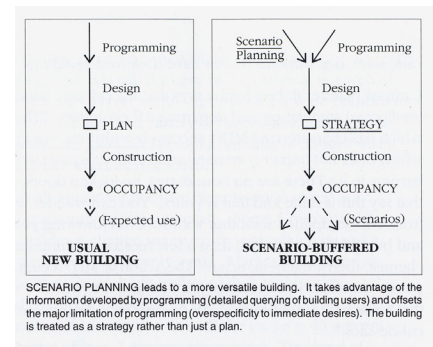 Programming
Design
PLAN
Construction
OCCUPANCY
(Expected use)
USUAL
NEW BUILDING
Scenario
Planning
Programming
Design
STRATEGY
Construction
OCCUPANCY
(Scenarios)
SCENARIO-BUFFERED
BUILDING
SCENARIO PLANNING leads to a more versatile building. It takes advantage of the
information developed by programming (detailed querying of building users) and offsets
the major limitation of programming (overspecificity to immediate desires). The building
is treated as a strategy rather than just a plan.